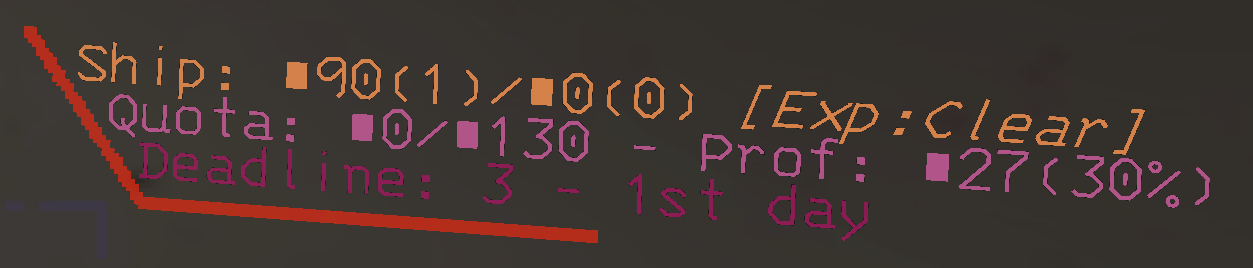 Ship: ■90(1)/■0(0) [Exp:Clear]
Quota: ■0/■130 - Prof: ■27(30%)
Deadline: 3 - 1st day